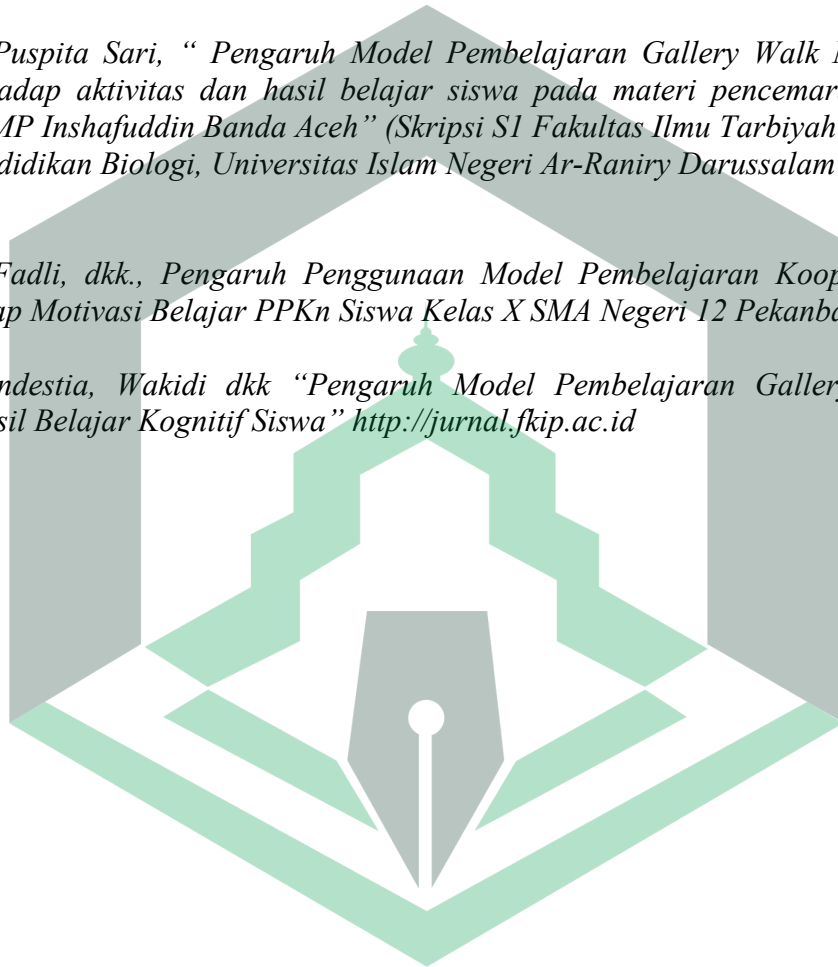 Puspita Sari, “ Pengaruh Model Pembelajaran Gallery Walk
adap aktivitas dan hasil belajar siswa pada materi pencemar
MP Inshafuddin Banda Aceh” (Skripsi S1 Fakultas Ilmu Tarbiyah
didikan Biologi, Universitas Islam Negeri Ar-Raniry Darussalam
Fadli, dkk., Pengaruh Penggunaan Model Pembelajaran Koop
ap Motivasi Belajar PPKn Siswa Kelas X SMA Negeri 12 Pekanba
ndestia, Wakidi dkk “Pengaruh Model Pembelajaran Gallery
sil Belajar Kognitif Siswa” http://jurnal.fkip.ac.id